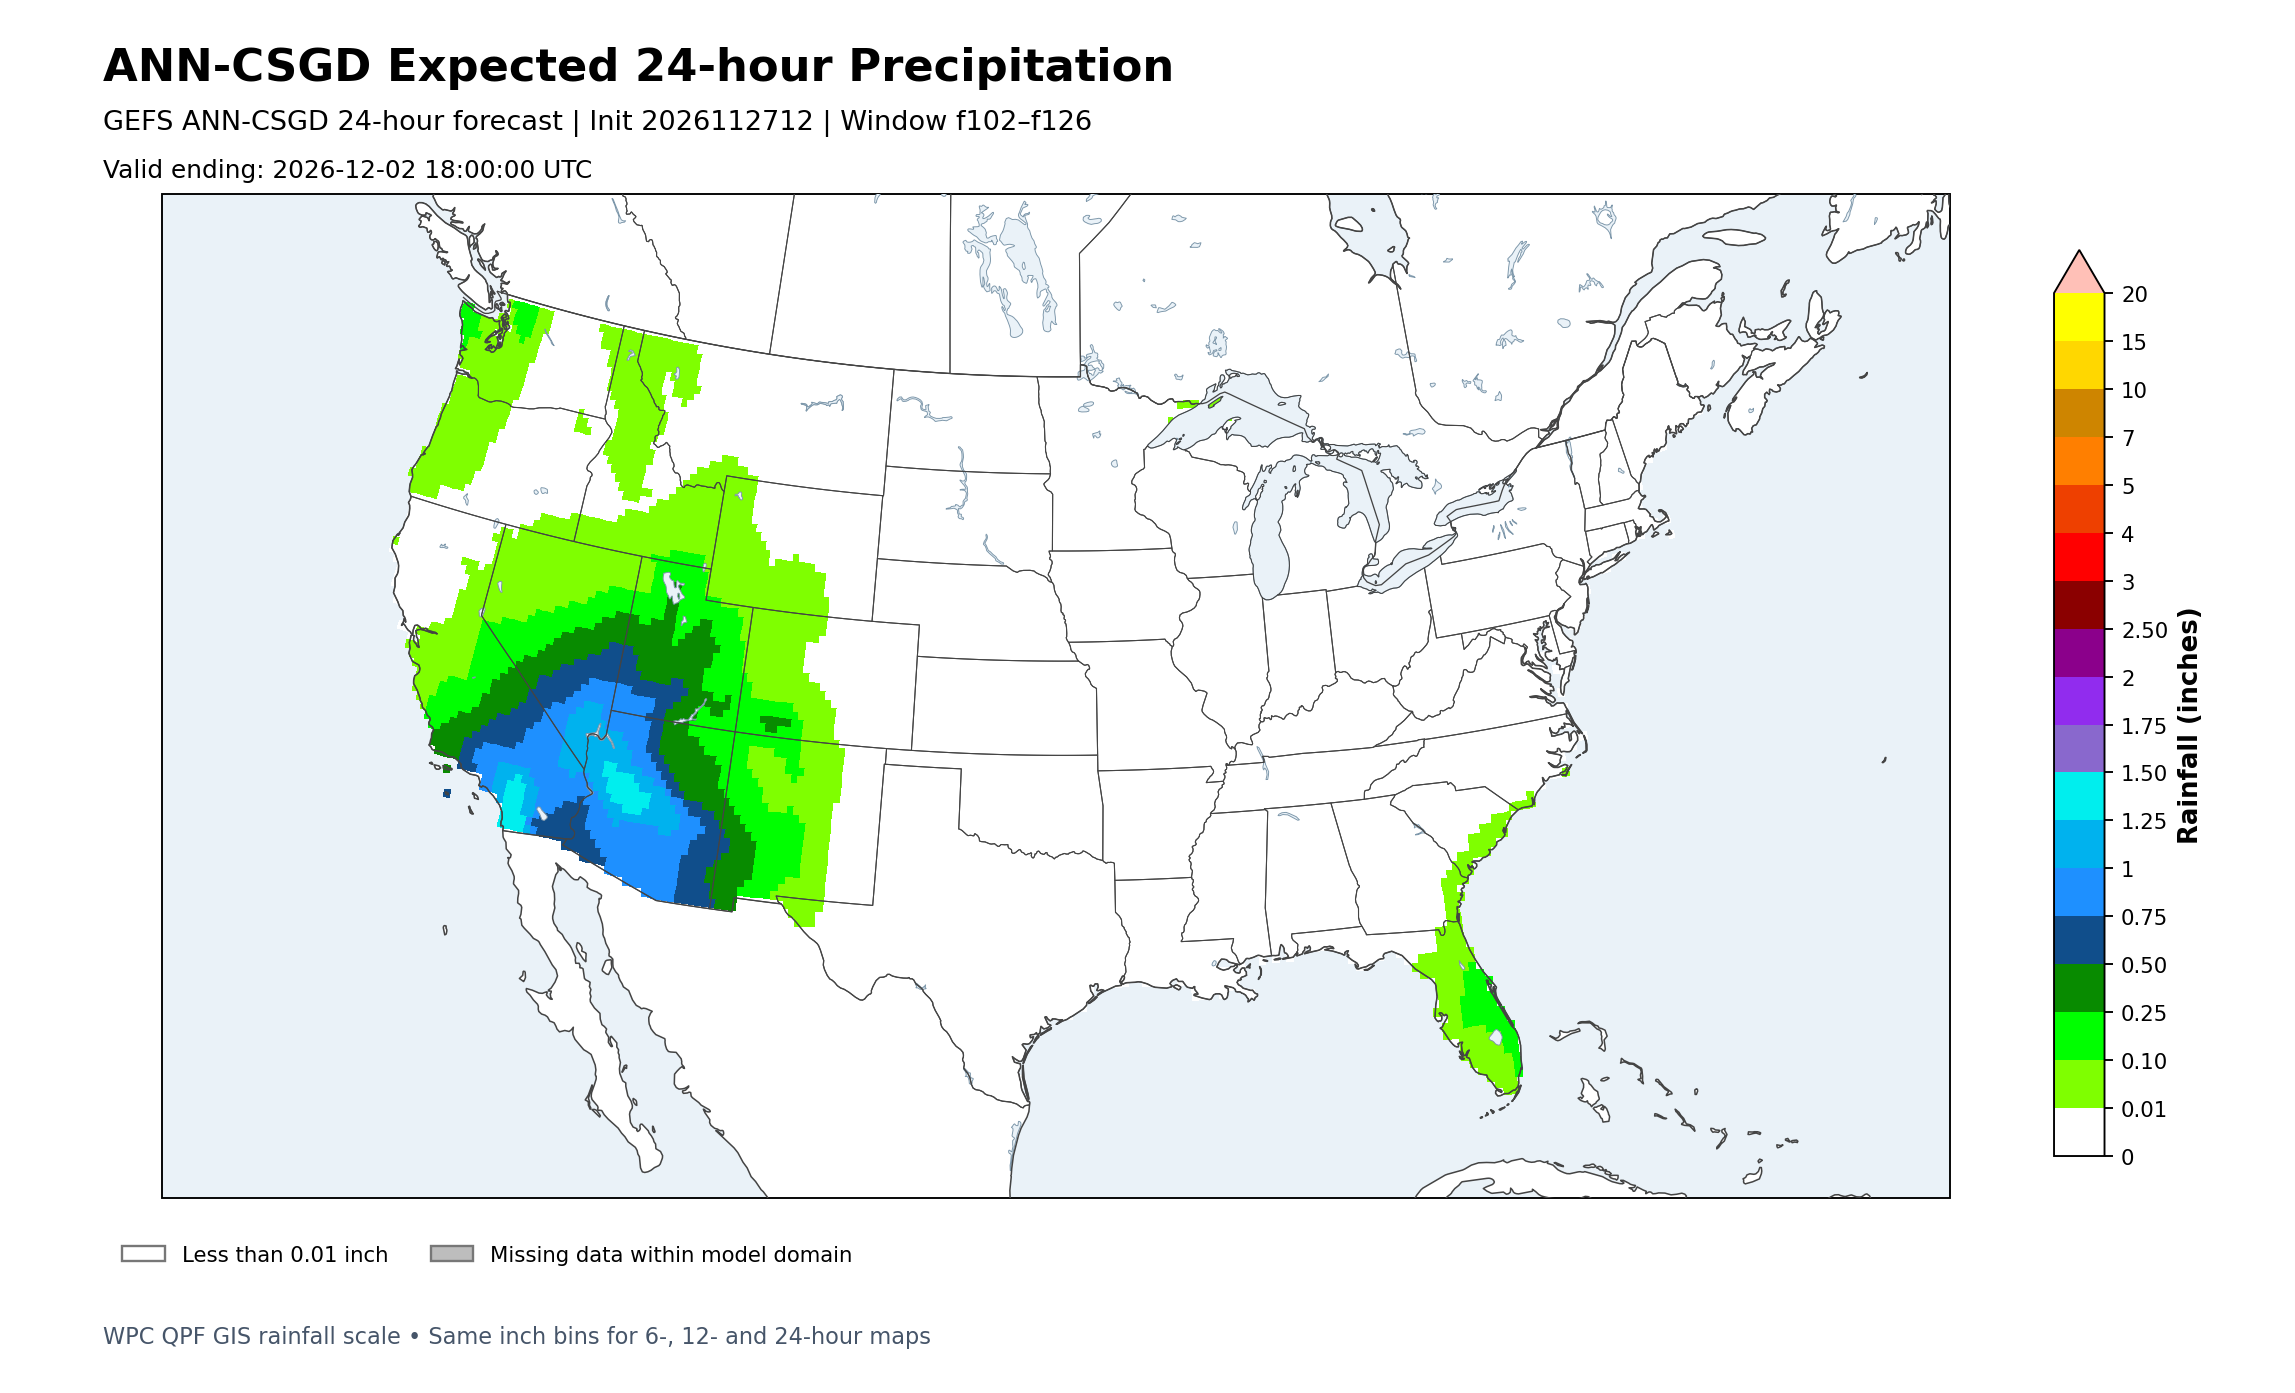 ANN-CSGD Expected 24-hour Precipitation
GEFS ANN-CSGD 24-hour forecast | Init 2026112712 | Window f102–f126
Valid ending: 2026-12-02 18:00:00 UTC
20
15
10
7
5
4
3
2.50
2
1.75
1.50
1.25
1
0.75
0.50
0.25
0.10
0.01
0
Rainfall (inches)
Less than 0.01 inch
Missing data within model domain
WPC QPF GIS rainfall scale • Same inch bins for 6-, 12- and 24-hour maps